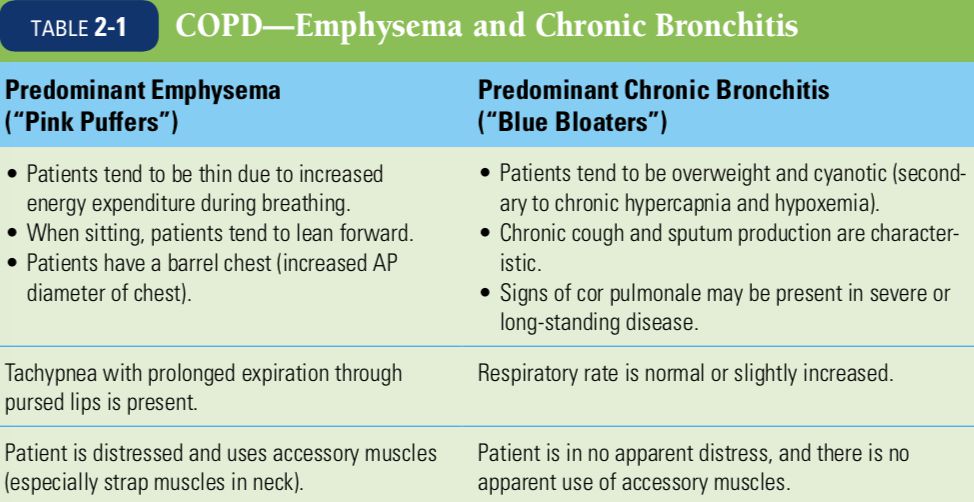 TABLE 2-1 COPD—Emphysema and Chronic Bronchitis
Predominant Emphysema
(“Pink Puffers”)
Predominant Chronic Bronchitis
(“Blue Bloaters”)
• Patients tend to be thin due to increased
energy expenditure during breathing.
• When sitting, patients tend to lean forward.
• Patients have a barrel chest (increased AP
diameter of chest).
• Patients tend to be overweight and cyanotic (second-
ary to chronic hypercapnia and hypoxemia).
• Chronic cough and sputum production are character-
istic.
• Signs of cor pulmonale may be present in severe or
long-standing disease.
Tachypnea with prolonged expiration through
pursed lips is present.
Respiratory rate is normal or slightly increased.
Patient is distressed and uses accessory muscles
(especially strap muscles in neck).
Patient is in no apparent distress, and there is no
apparent use of accessory muscles.